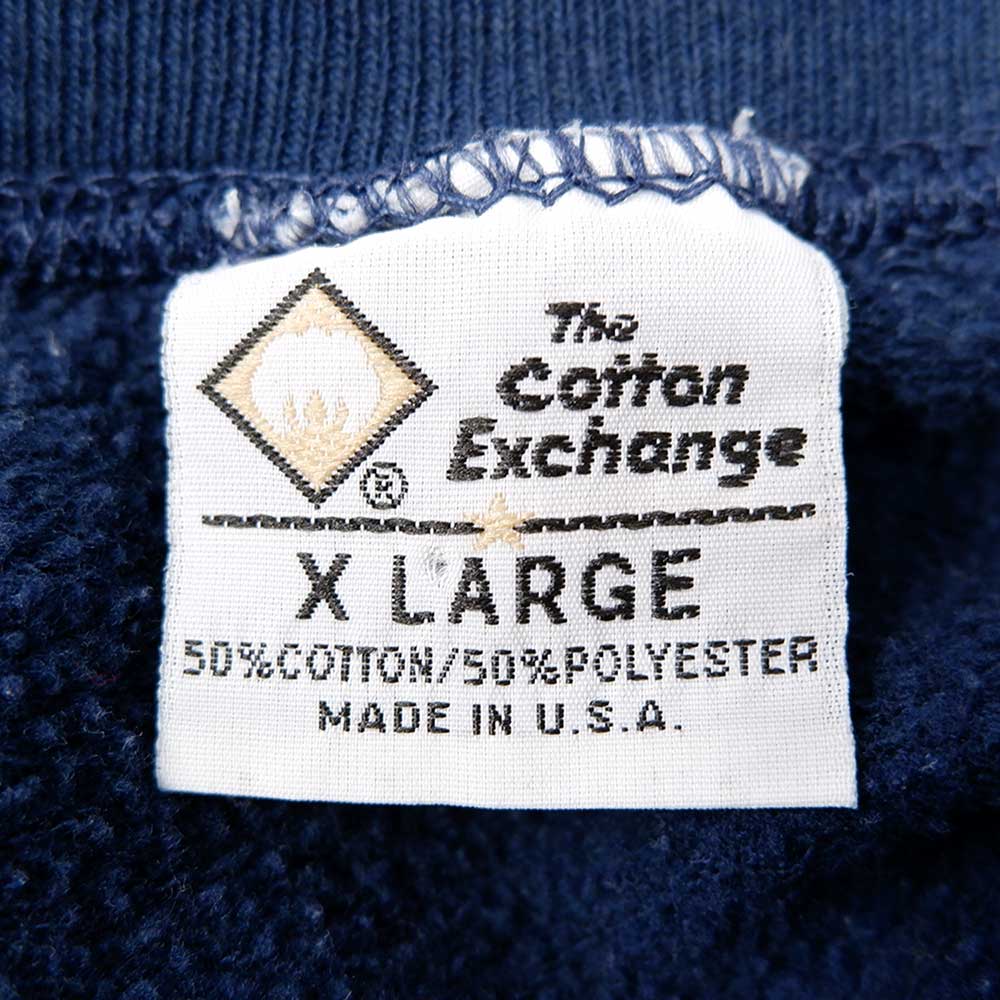 The
Cotton
Exchange
®
X LARGE
50%COTTON/50%POLYESTER
MADE IN U.S.A.